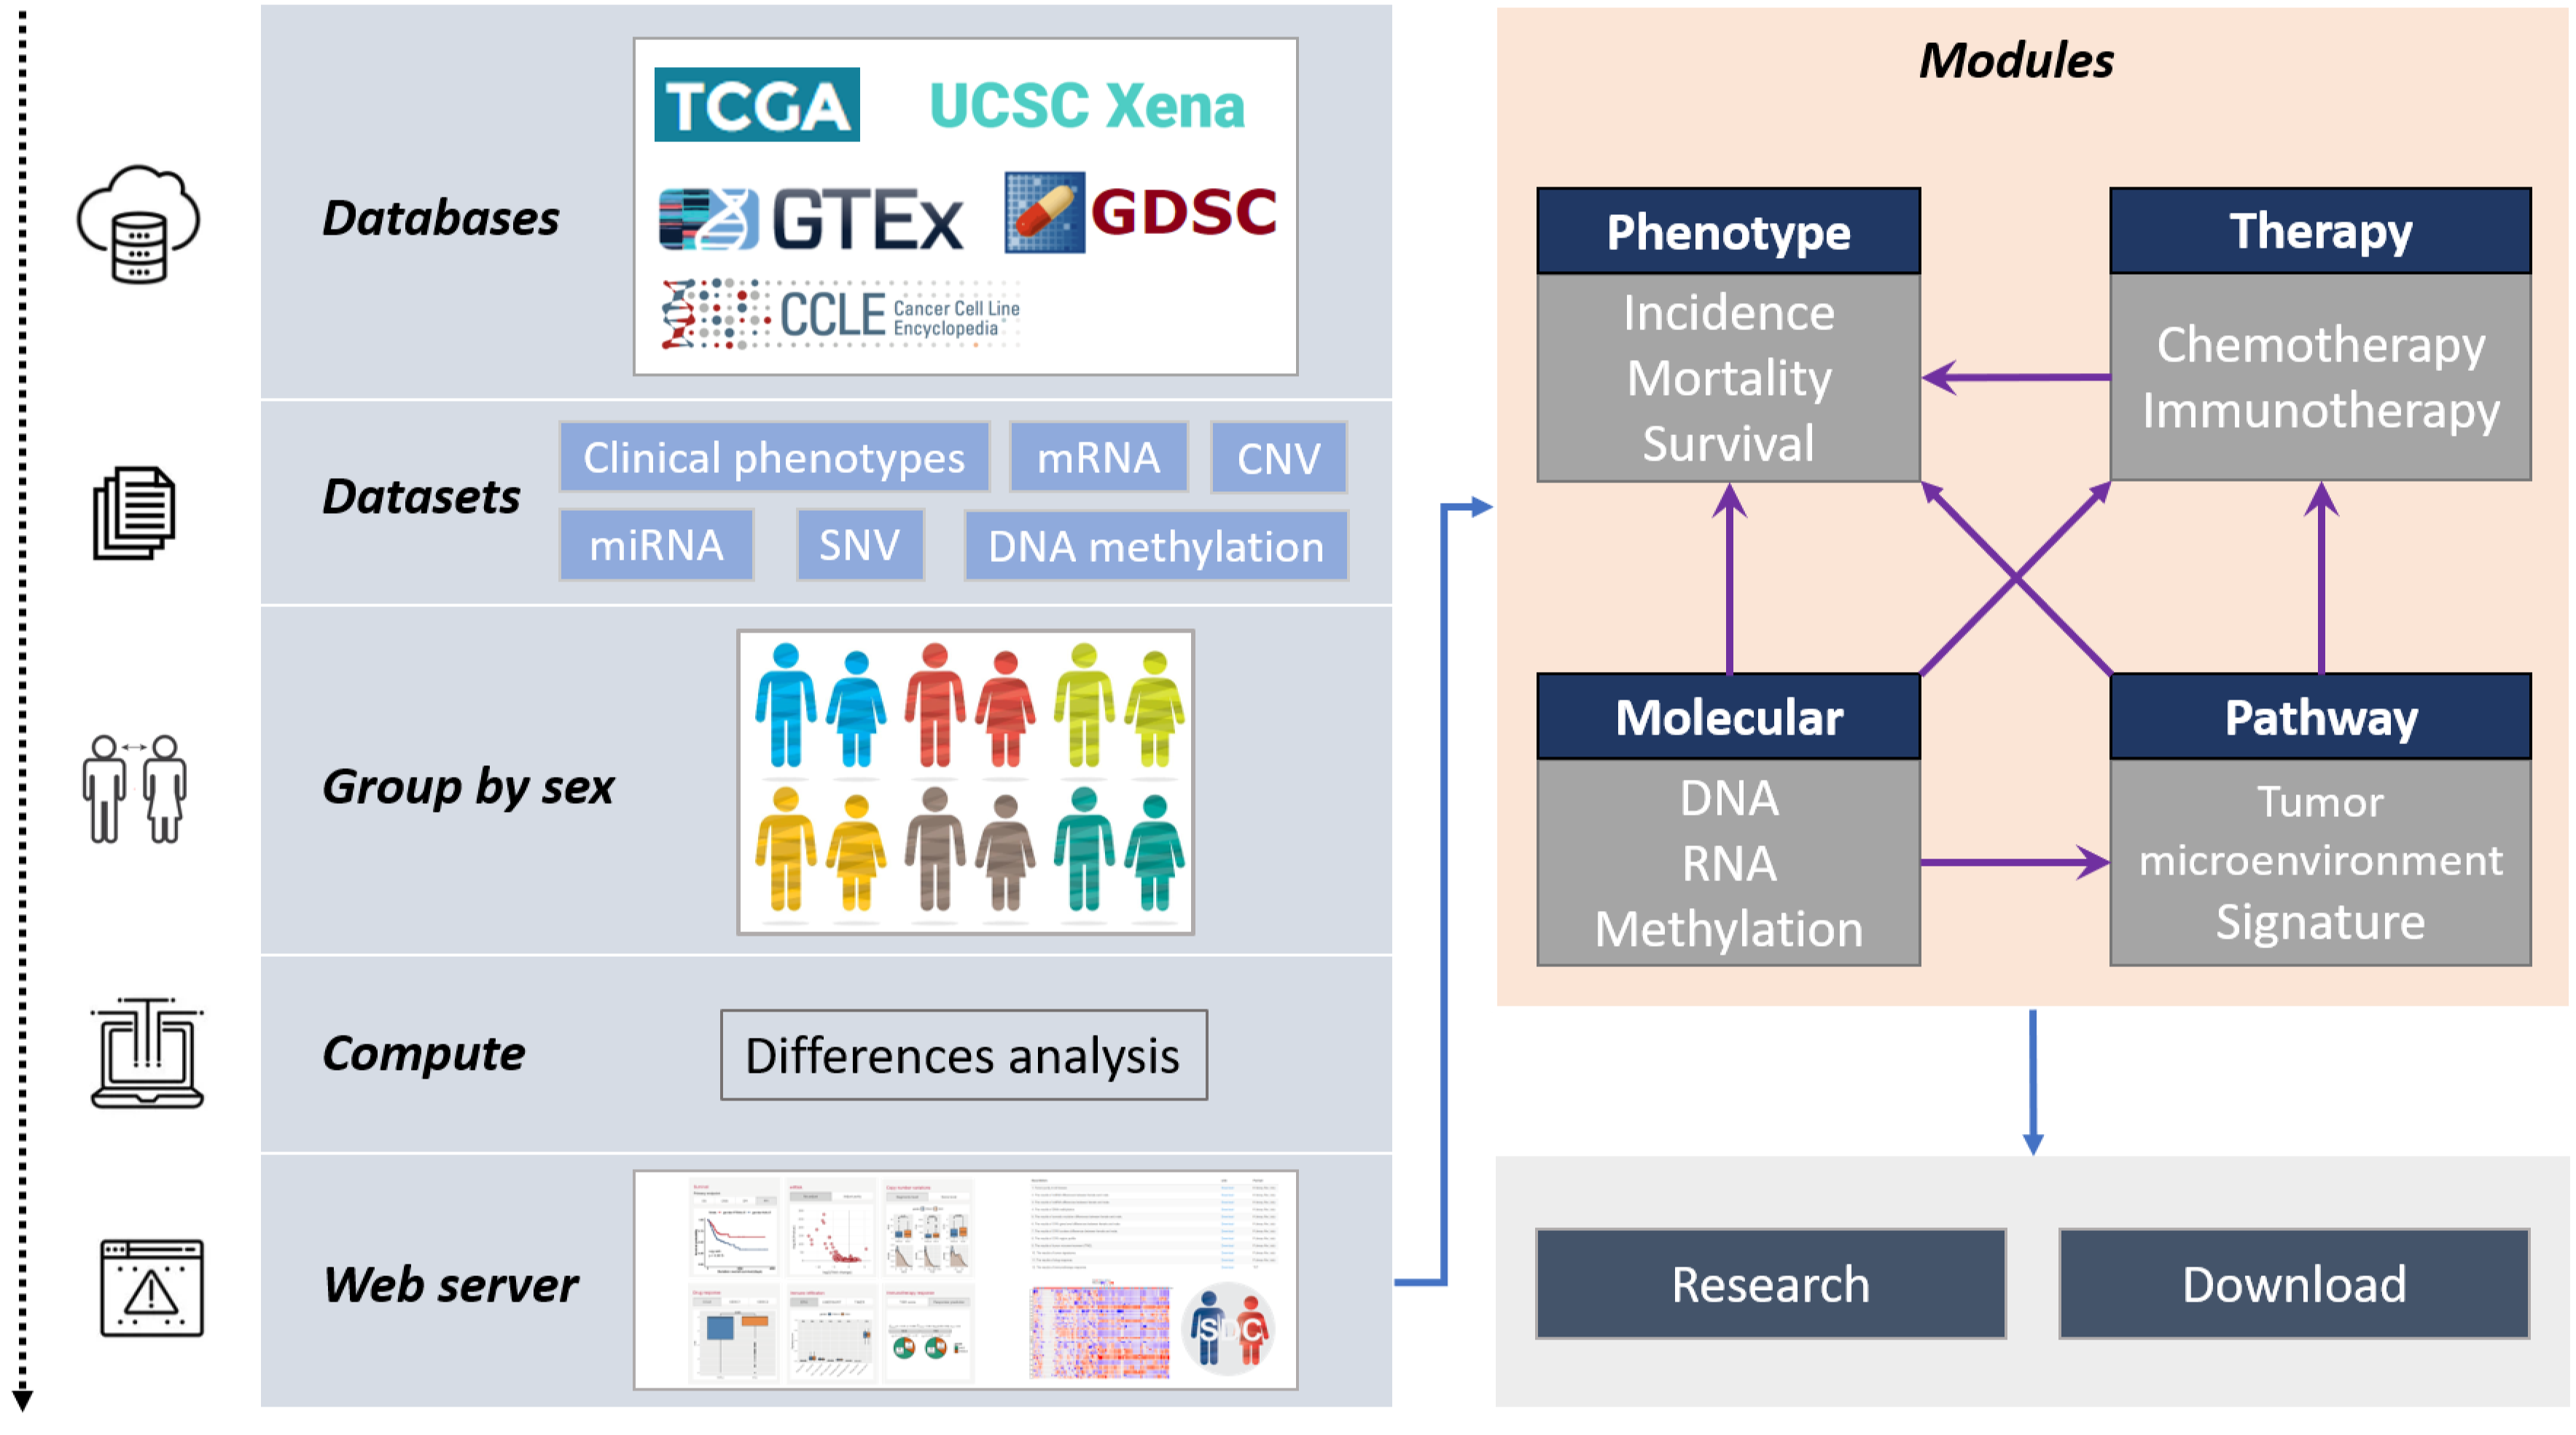 Databases
TCGA
UCSC Xena
GTEx
GDSC
CCLE Cancer Cell Line
Encyclopedia
Datasets
Clinical phenotypes
mRNA
CNV
miRNA
SNV
DNA methylation
Group by sex
Compute
Differences analysis
Web server
SDC
Modules
Phenotype
Incidence
Mortality
Survival
Therapy
Chemotherapy
Immunotherapy
Molecular
DNA
RNA
Methylation
Pathway
Tumor
microenvironment
Signature
Research
Download